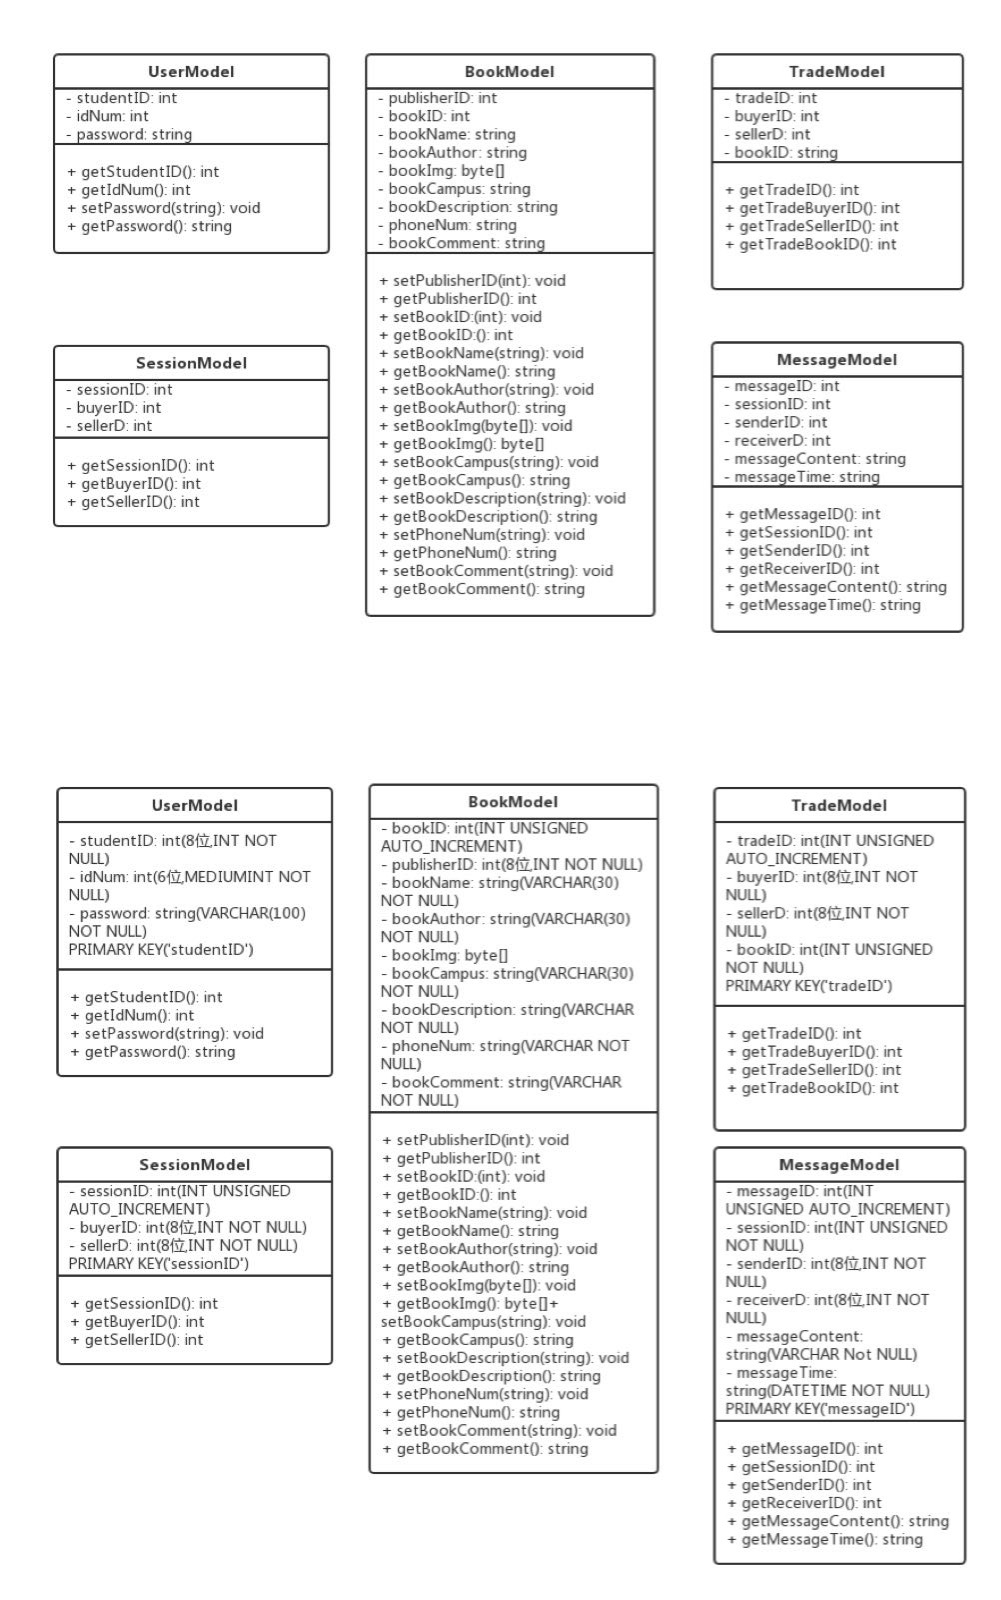 UserModel
- studentID: int
- idNum: int
- password: string
+ getStudentID(): int
+ getIdNum(): int
+ setPassword(string): void
+ getPassword(): string
BookModel
- publisherID: int
- bookID: int
- bookName: string
- bookAuthor: string
- bookImg: byte[]
- bookCampus: string
- bookDescription: string
- phoneNum: string
- bookComment: string
+ setPublisherID(int): void
+ getPublisherID(): int
+ setBookID:(int): void
+ getBookID:(): int
+ setBookName(string): void
+ getBookName(): string
+ setBookAuthor(string): void
+ getBookAuthor(): string
+ setBookImg(byte[]): void
+ getBookImg(): byte[]
+ setBookCampus(string): void
+ getBookCampus(): string
+ setBookDescription(string): void
+ getBookDescription(): string
+ setPhoneNum(string): void
+ getPhoneNum(): string
+ setBookComment(string): void
+ getBookComment(): string
TradeModel
- tradeID: int
- buyerID: int
- sellerD: int
- bookID: string
+ getTradeID(): int
+ getTradeBuyerID(): int
+ getTradeSellerID(): int
+ getTradeBookID(): int
SessionModel
- sessionID: int
- buyerID: int
- sellerD: int
+ getSessionID(): int
+ getBuyerID(): int
+ getSellerID(): int
MessageModel
- messageID: int
- sessionID: int
- senderID: int
- receiverD: int
- messageContent: string
- messageTime: string
+ getMessageID(): int
+ getSessionID(): int
+ getSenderID(): int
+ getReceiverID(): int
+ getMessageContent(): string
+ getMessageTime(): string
UserModel
- studentID: int(8位,INT NOT
NULL)
- idNum: int(6位,MEDIUMINT NOT
NULL)
- password: string(VARCHAR(100)
NOT NULL)
PRIMARY KEY('studentID')
+ getStudentID(): int
+ getIdNum(): int
+ setPassword(string): void
+ getPassword(): string
BookModel
- bookID: int(INT UNSIGNED
AUTO_INCREMENT)
- publisherID: int(8位,INT NOT NULL)
- bookName: string(VARCHAR(30)
NOT NULL)
- bookAuthor: string(VARCHAR(30)
NOT NULL)
- bookImg: byte[]
- bookCampus: string(VARCHAR(30)
NOT NULL)
- bookDescription: string(VARCHAR
NOT NULL)
- phoneNum: string(VARCHAR NOT
NULL)
- bookComment: string(VARCHAR
NOT NULL)
+ setPublisherID(int): void
+ getPublisherID(): int
+ setBookID:(int): void
+ getBookID:(): int
+ setBookName(string): void
+ getBookName(): string
+ setBookAuthor(string): void
+ getBookAuthor(): string
+ setBookImg(byte[]): void
+ getBookImg(): byte[]+
setBookCampus(string): void
+ getBookCampus(): string
+ setBookDescription(string): void
+ getBookDescription(): string
+ setPhoneNum(string): void
+ getPhoneNum(): string
+ setBookComment(string): void
+ getBookComment(): string
TradeModel
- tradeID: int(INT UNSIGNED
AUTO_INCREMENT)
- buyerID: int(8位,INT NOT
NULL)
- sellerD: int(8位,INT NOT
NULL)
- bookID: int(INT UNSIGNED
NOT NULL)
PRIMARY KEY('tradeID')
+ getTradeID(): int
+ getTradeBuyerID(): int
+ getTradeSellerID(): int
+ getTradeBookID(): int
SessionModel
- sessionID: int(INT UNSIGNED
AUTO_INCREMENT)
- buyerID: int(8位,INT NOT NULL)
- sellerD: int(8位,INT NOT NULL)
PRIMARY KEY('sessionID')
+ getSessionID(): int
+ getBuyerID(): int
+ getSellerID(): int
MessageModel
- messageID: int(INT
UNSIGNED AUTO_INCREMENT)
- sessionID: int(INT UNSIGNED
NOT NULL)
- senderID: int(8位,INT NOT
NULL)
- receiverD: int(8位,INT NOT
NULL)
- messageContent:
string(VARCHAR Not NULL)
- messageTime:
string(DATETIME NOT NULL)
PRIMARY KEY('messageID')
+ getMessageID(): int
+ getSessionID(): int
+ getSenderID(): int
+ getReceiverID(): int
+ getMessageContent(): string
+ getMessageTime(): string